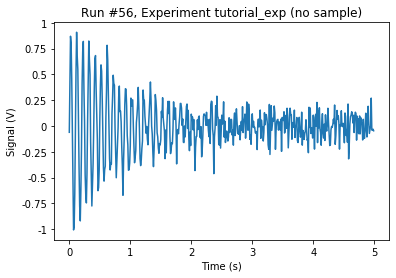 Run #56, Experiment tutorial_exp (no sample)
1
0.75
0.5
0.25
0
-0.25
-0.5
-0.75
-1
Signal (V)
0 1 2 3 4 5
Time (s)